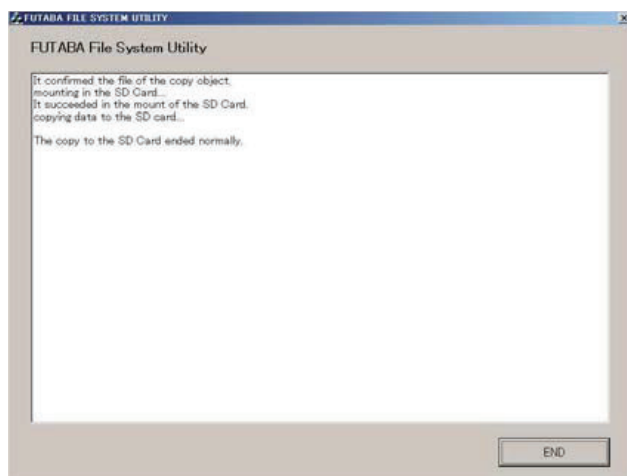 FUTABA FILE SYSTEM UTILITY
FUTABA File System Utility
It confirmed the file of the copy object.
mounting in the SD Card...
It succeeded in the mount of the SD Card.
copying data to the SD card...
The copy to the SD Card ended normally.
END